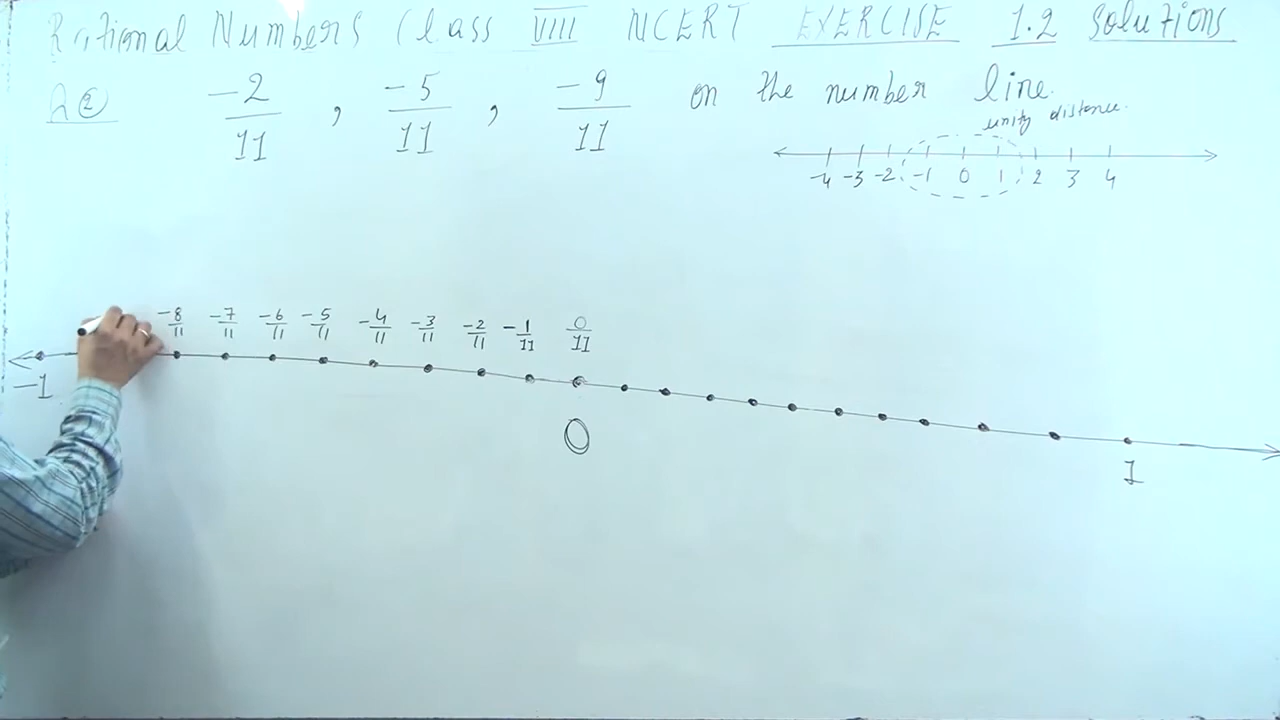 Rational Numbers Class VIII NCERT EXERCISE 1.2 Solutions
Q② -2/11 , -5/11 , -9/11 on the number line.
unity distance.
-4 -3 -2 -1 0 1 2 3 4
-8/11 -7/11 -6/11 -5/11 -4/11 -3/11 -2/11 -1/11 0/11
-1 0 1